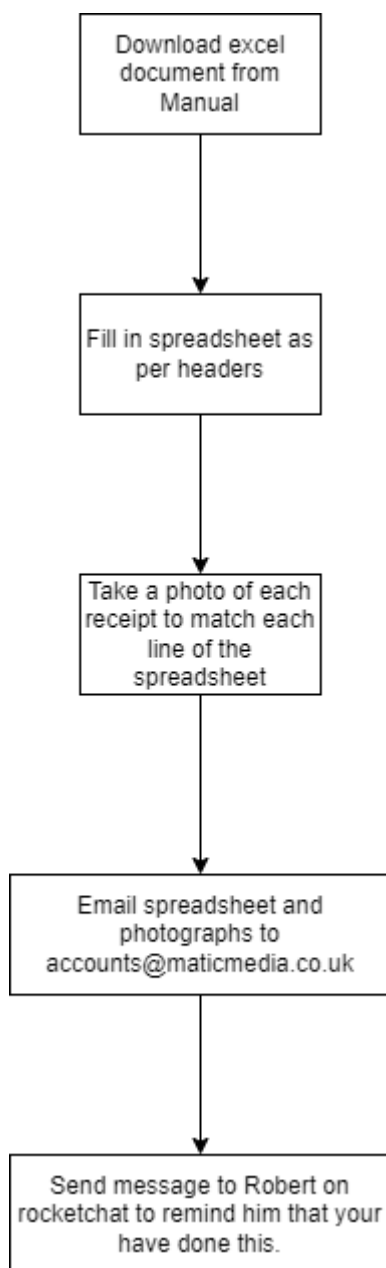 Download excel
document from
Manual
Fill in spreadsheet as
per headers
Take a photo of each
receipt to match each
line of the
spreadsheet
Email spreadsheet and
photographs to
accounts@maticmedia.co.uk
Send message to Robert on
rocketchat to remind him that your
have done this.